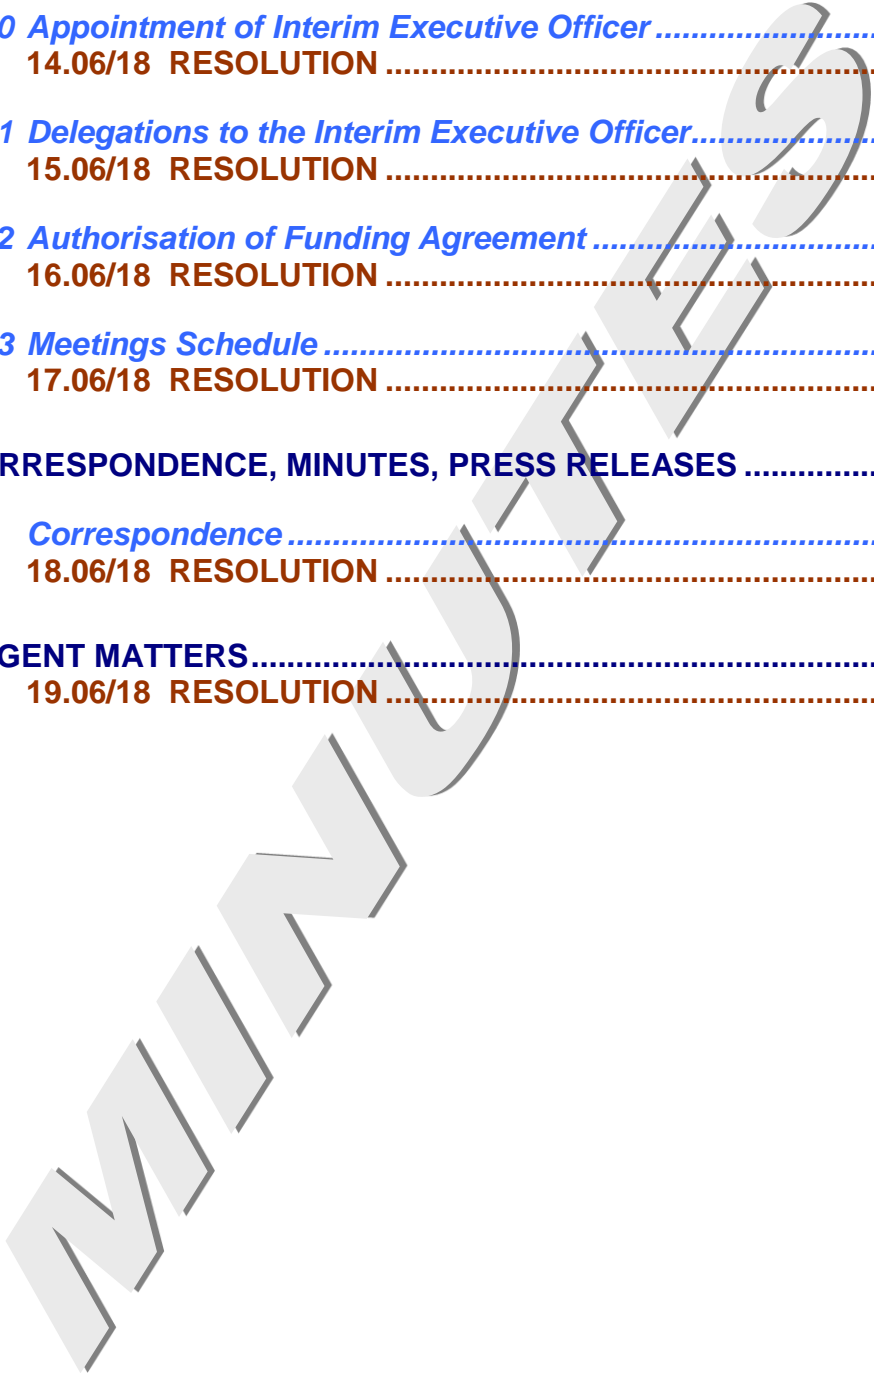 0 Appointment of Interim Executive Officer ........................
14.06/18 RESOLUTION ......................................................
1 Delegations to the Interim Executive Officer....................
15.06/18 RESOLUTION ......................................................
2 Authorisation of Funding Agreement ...............................
16.06/18 RESOLUTION ......................................................
3 Meetings Schedule .............................................................
17.06/18 RESOLUTION ......................................................
RRESPONDENCE, MINUTES, PRESS RELEASES ...............
Correspondence .................................................................
18.06/18 RESOLUTION ......................................................
GENT MATTERS.....................................................................
19.06/18 RESOLUTION ......................................................
MINUTES